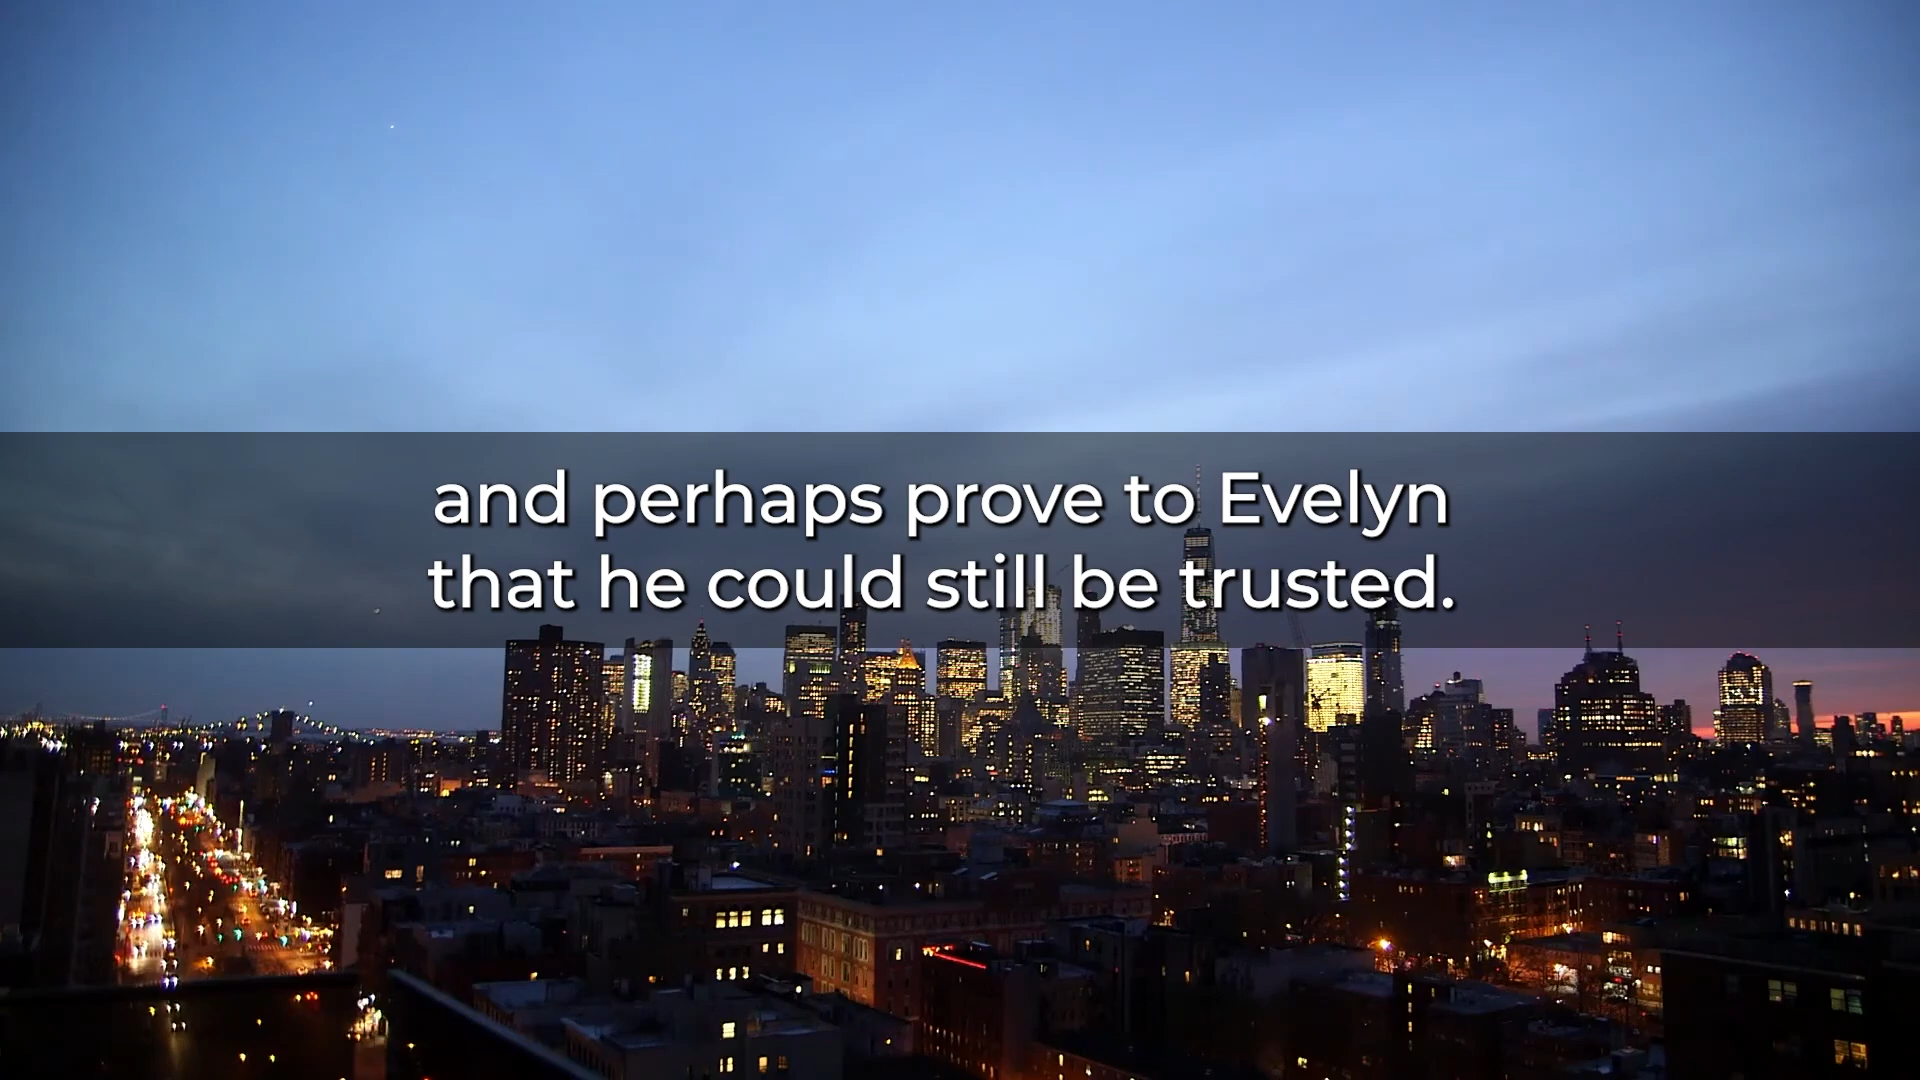 and perhaps prove to Evelyn
that he could still be trusted.